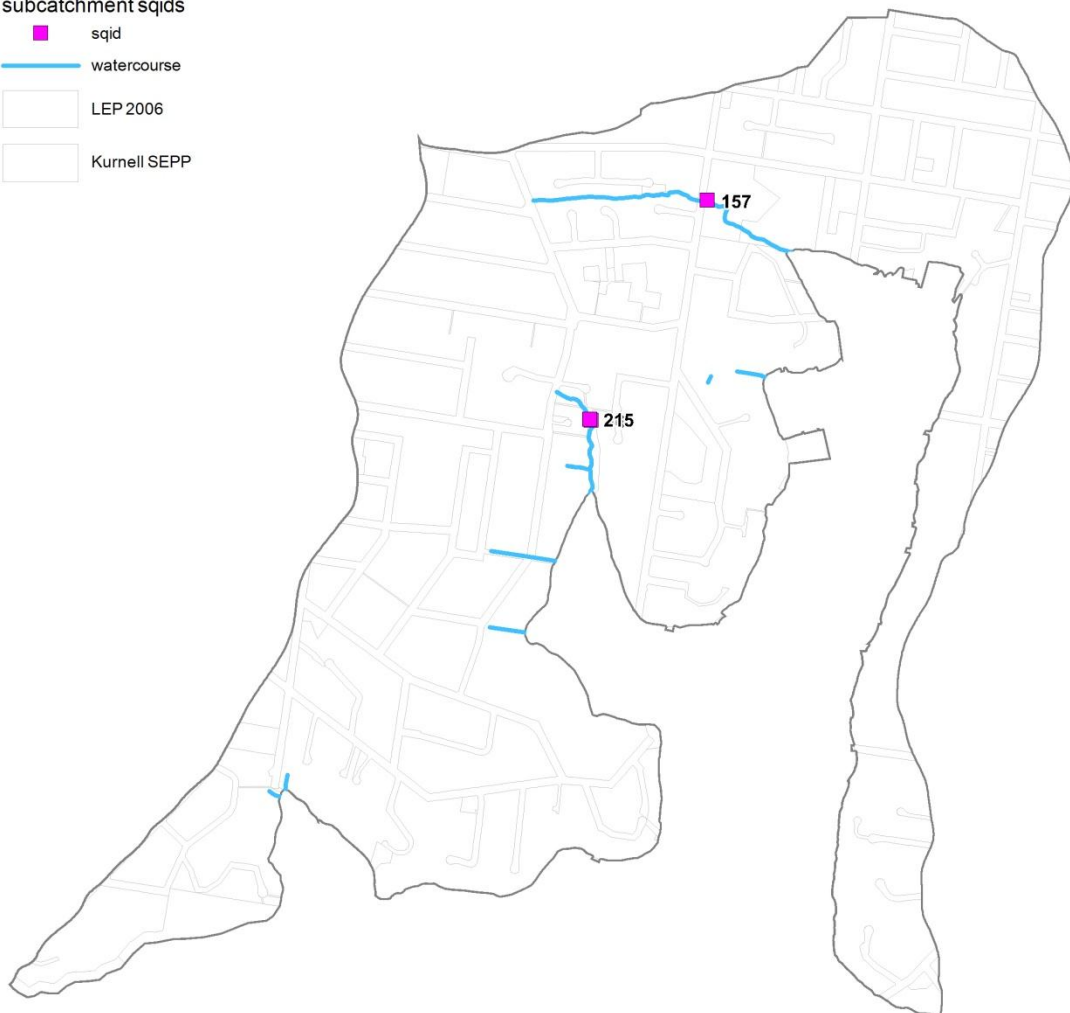 subcatchment sqids
sqid
watercourse
LEP 2006
Kurnell SEPP
157
215